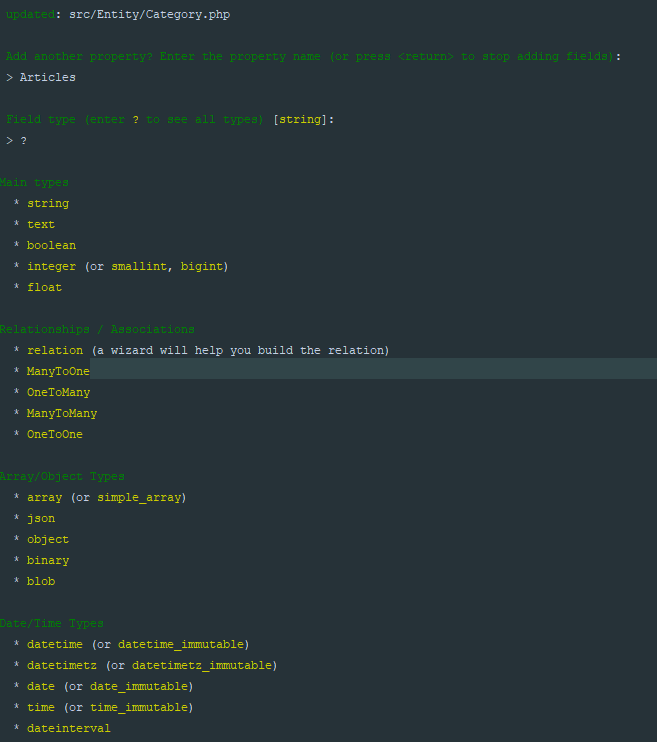 updated: src/Entity/Category.php
Add another property? Enter the property name (or press <return> to stop adding fields):
> Articles
Field type (enter ? to see all types) [string]:
> ?
Main types
* string
* text
* boolean
* integer (or smallint, bigint)
* float
Relationships / Associations
* relation (a wizard will help you build the relation)
* ManyToOne
* OneToMany
* ManyToMany
* OneToOne
Array/Object Types
* array (or simple_array)
* json
* object
* binary
* blob
Date/Time Types
* datetime (or datetime_immutable)
* datetimetz (or datetimetz_immutable)
* date (or date_immutable)
* time (or time_immutable)
* dateinterval